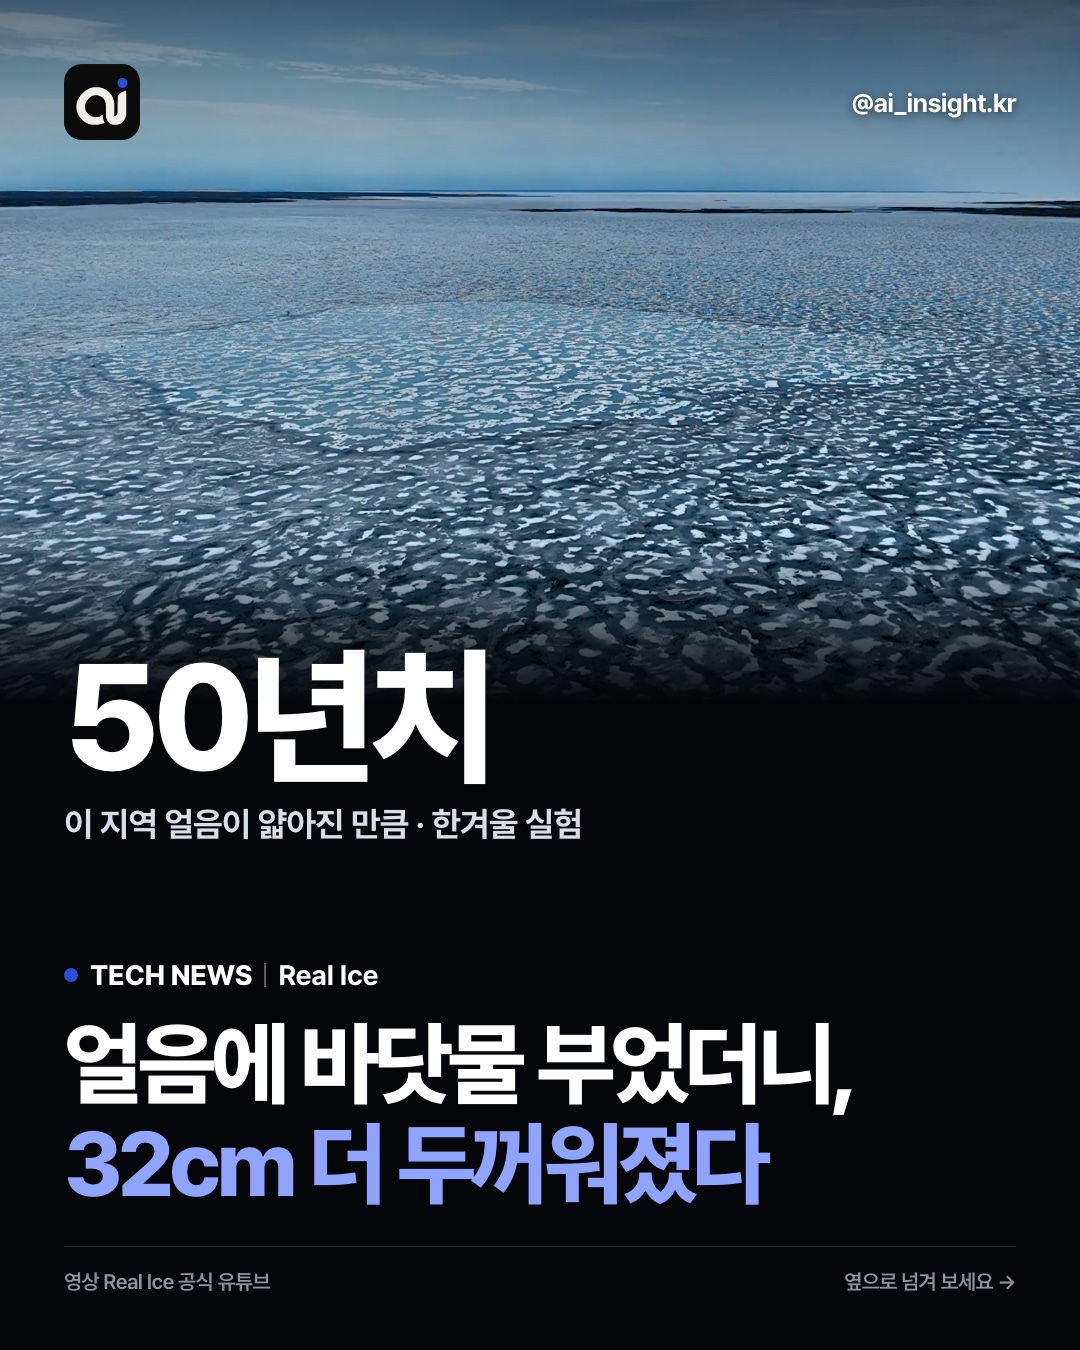 ai
@ai_insight.kr
50년치
이 지역 얼음이 얇아진 만큼 · 한겨울 실험
TECH NEWS | Real Ice
얼음에 바닷물 부었더니,
32cm 더 두꺼워졌다
영상 Real Ice 공식 유튜브
옆으로 넘겨 보세요 →